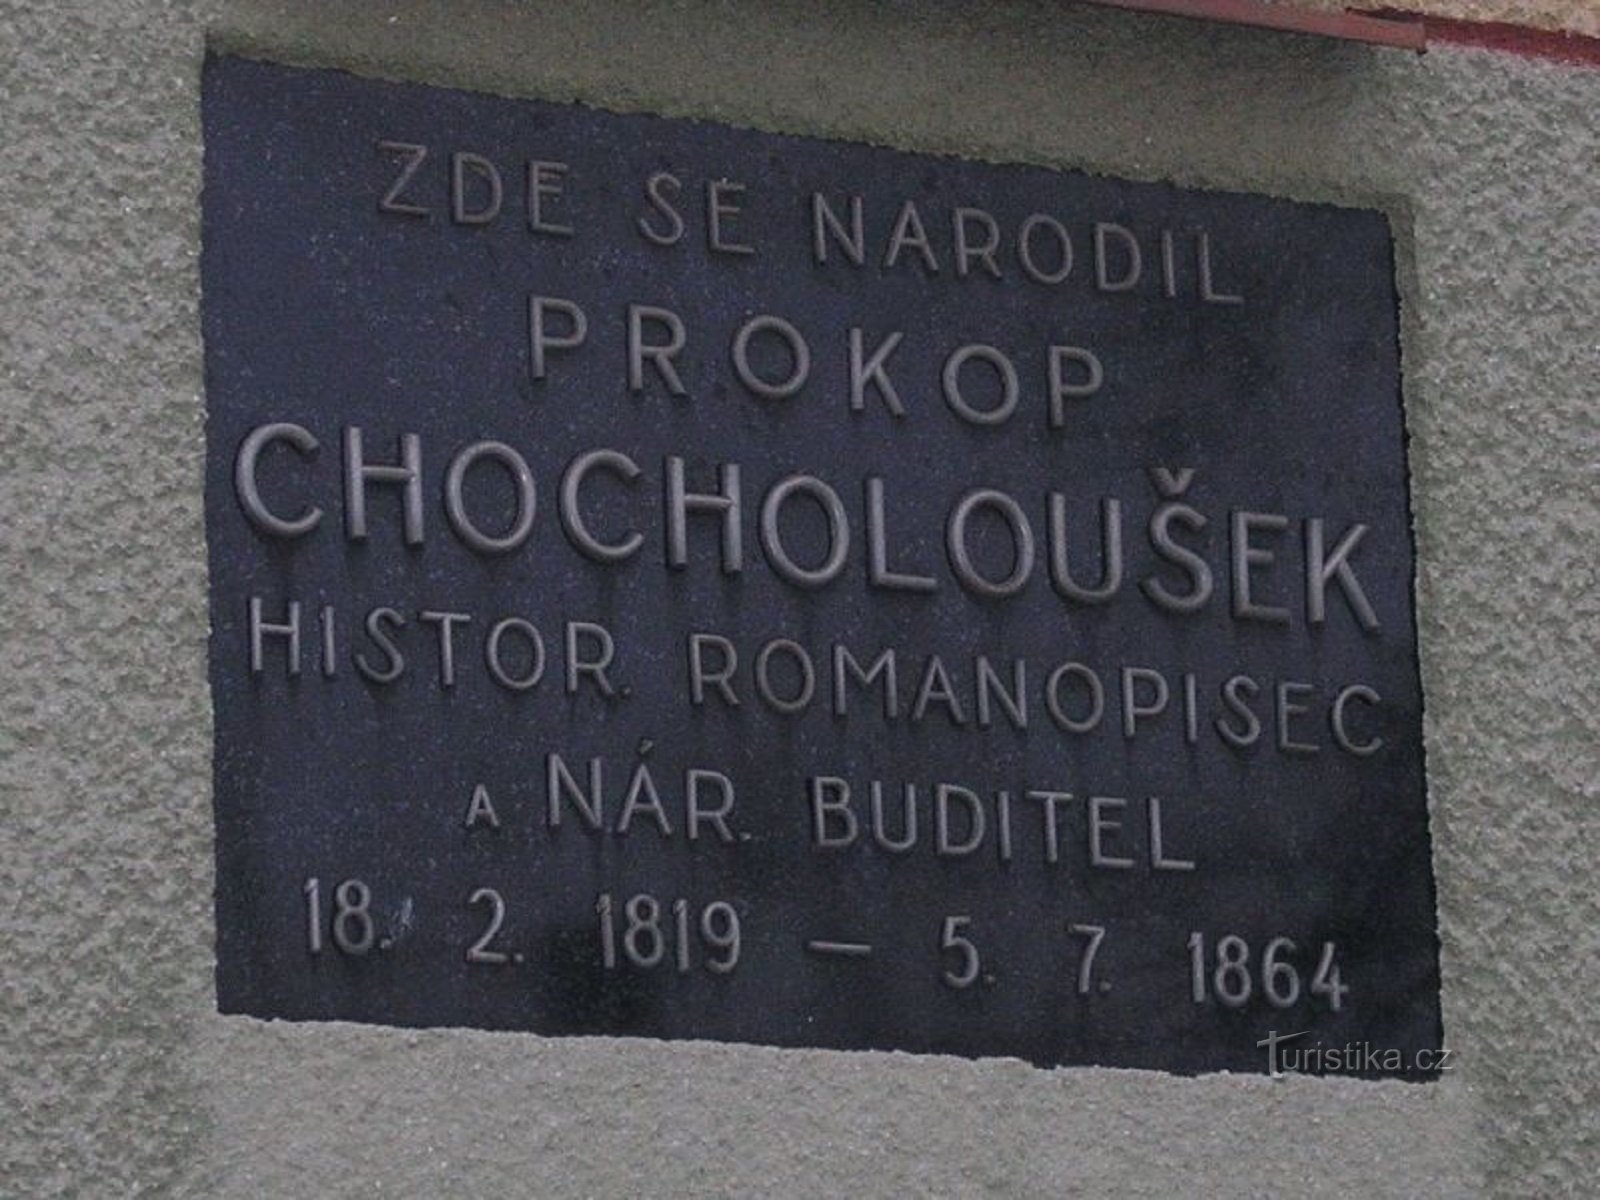 ZDE SE NARODIL
PROKOP
CHOCHOLOUŠEK
HISTOR. ROMANOPISEC
A NÁR. BUDITEL
18. 2. 1819 – 5. 7. 1864
Turistika.cz